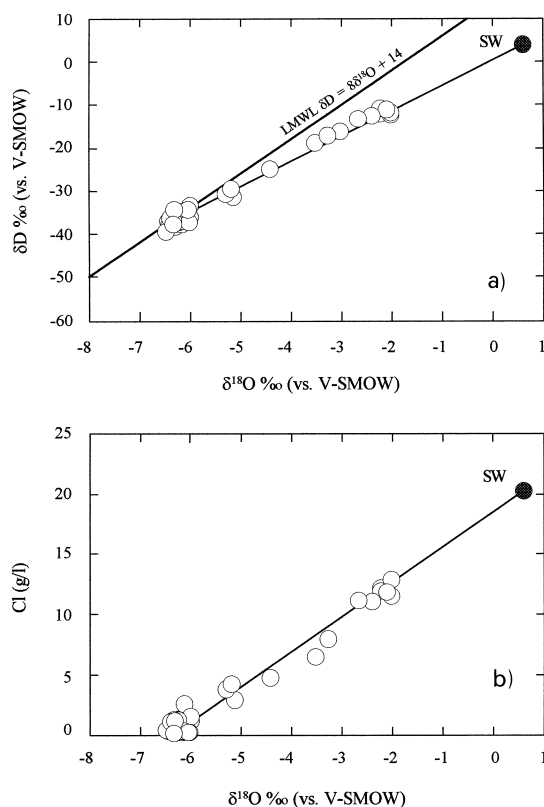 10
0
-10
-20
-30
-40
-50
-60
δD ‰ (vs. V-SMOW)
SW
LMWL δD = 8δ¹⁸O + 14
a)
-8 -7 -6 -5 -4 -3 -2 -1 0 1
δ¹⁸O ‰ (vs. V-SMOW)
25
20
15
10
5
0
Cl (g/l)
SW
b)
-8 -7 -6 -5 -4 -3 -2 -1 0 1
δ¹⁸O ‰ (vs. V-SMOW)